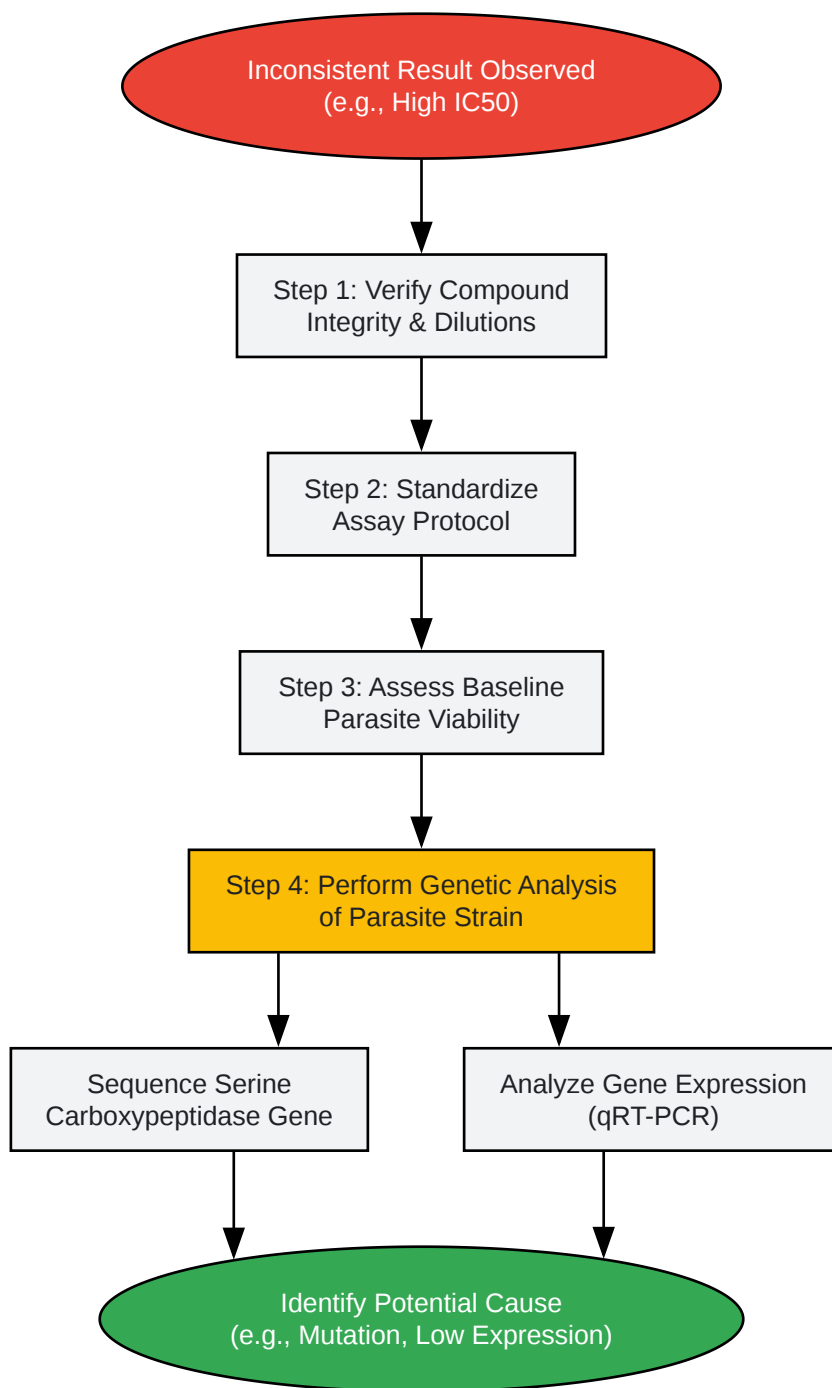 Inconsistent Result Observed
(e.g., High IC50)
Step 1: Verify Compound
Integrity & Dilutions
Step 2: Standardize
Assay Protocol
Step 3: Assess Baseline
Parasite Viability
Step 4: Perform Genetic Analysis
of Parasite Strain
Sequence Serine
Carboxypeptidase Gene
Analyze Gene Expression
(qRT-PCR)
Identify Potential Cause
(e.g., Mutation, Low Expression)